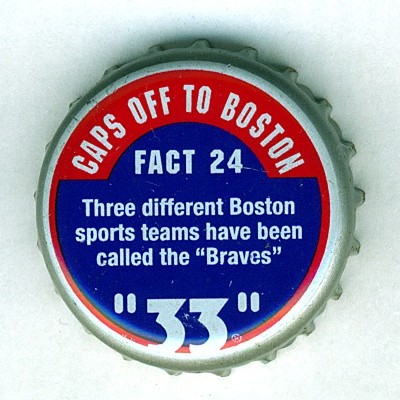 CAPS OFF TO BOSTON
FACT 24
Three different Boston
sports teams have been
called the “Braves”
"33"®